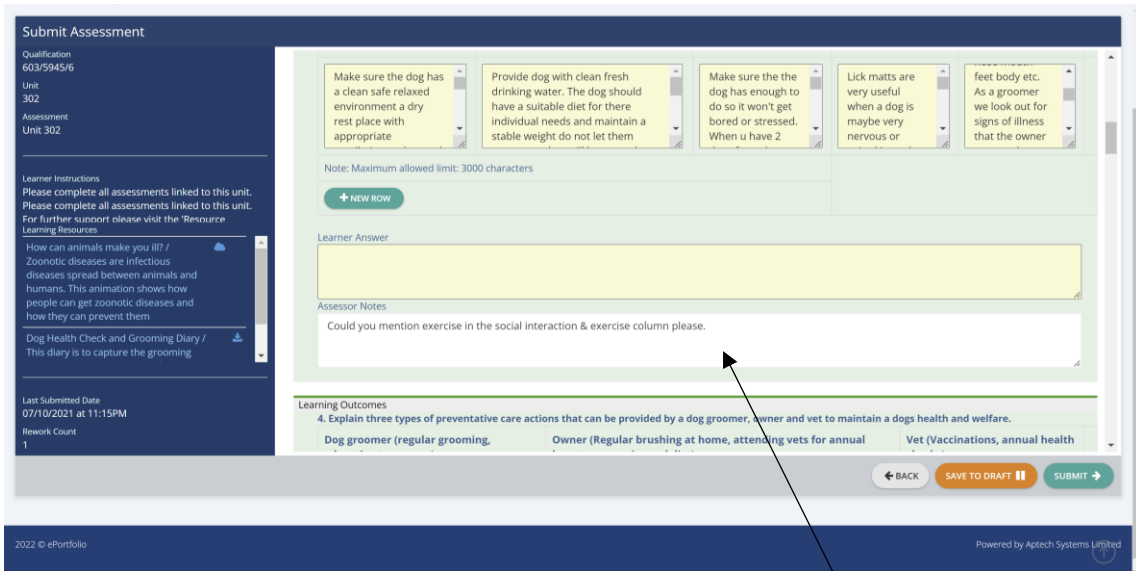 Submit Assessment
Qualification
603/5945/6
Unit
302
Assessment
Unit 302
Learner Instructions
Please complete all assessments linked to this unit.
Please complete all assessments linked to this unit.
For further support please visit the 'Resource
Learning Resources
How can animals make you ill? /
Zoonotic diseases are infectious
diseases spread between animals and
humans. This animation shows how
people can get zoonotic diseases and
how they can prevent them
Dog Health Check and Grooming Diary /
This diary is to capture the grooming
Last Submitted Date
07/10/2021 at 11:15PM
Rework Count
1
Make sure the dog has
a clean safe relaxed
environment a dry
rest place with
appropriate
Provide dog with clean fresh
drinking water. The dog should
have a suitable diet for there
individual needs and maintain a
stable weight do not let them
Make sure the the
dog has enough to
do so it won't get
bored or stressed.
When u have 2
Lick matts are
very useful
when a dog is
maybe very
nervous or
feet body etc.
As a groomer
we look out for
signs of illness
that the owner
Note: Maximum allowed limit: 3000 characters
+ NEW ROW
Learner Answer
Assessor Notes
Could you mention exercise in the social interaction & exercise column please.
Learning Outcomes
4. Explain three types of preventative care actions that can be provided by a dog groomer, owner and vet to maintain a dogs health and welfare.
Dog groomer (regular grooming,
Owner (Regular brushing at home, attending vets for annual
Vet (Vaccinations, annual health
BACK
SAVE TO DRAFT
SUBMIT
2022 © ePortfolio
Powered by Aptech Systems Limited